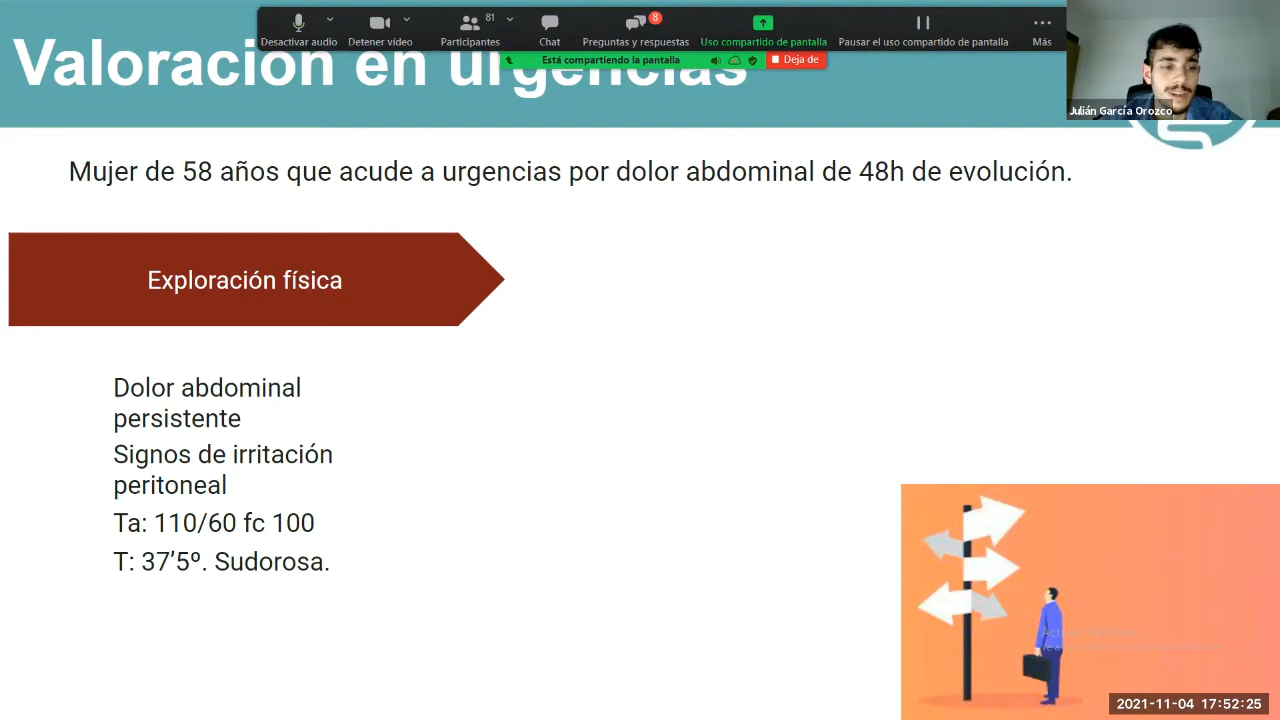 81
8
Desactivar audio
Detener vídeo
Participantes
Chat
Preguntas y respuestas
Uso compartido de pantalla
Pausar el uso compartido de pantalla
Más
Está compartiendo la pantalla
Deja de
Valoración en urgencias
Julián García Orozco
Mujer de 58 años que acude a urgencias por dolor abdominal de 48h de evolución.
Exploración física
Dolor abdominal
persistente
Signos de irritación
peritoneal
Ta: 110/60 fc 100
T: 37’5º. Sudorosa.
2021-11-04 17:52:25